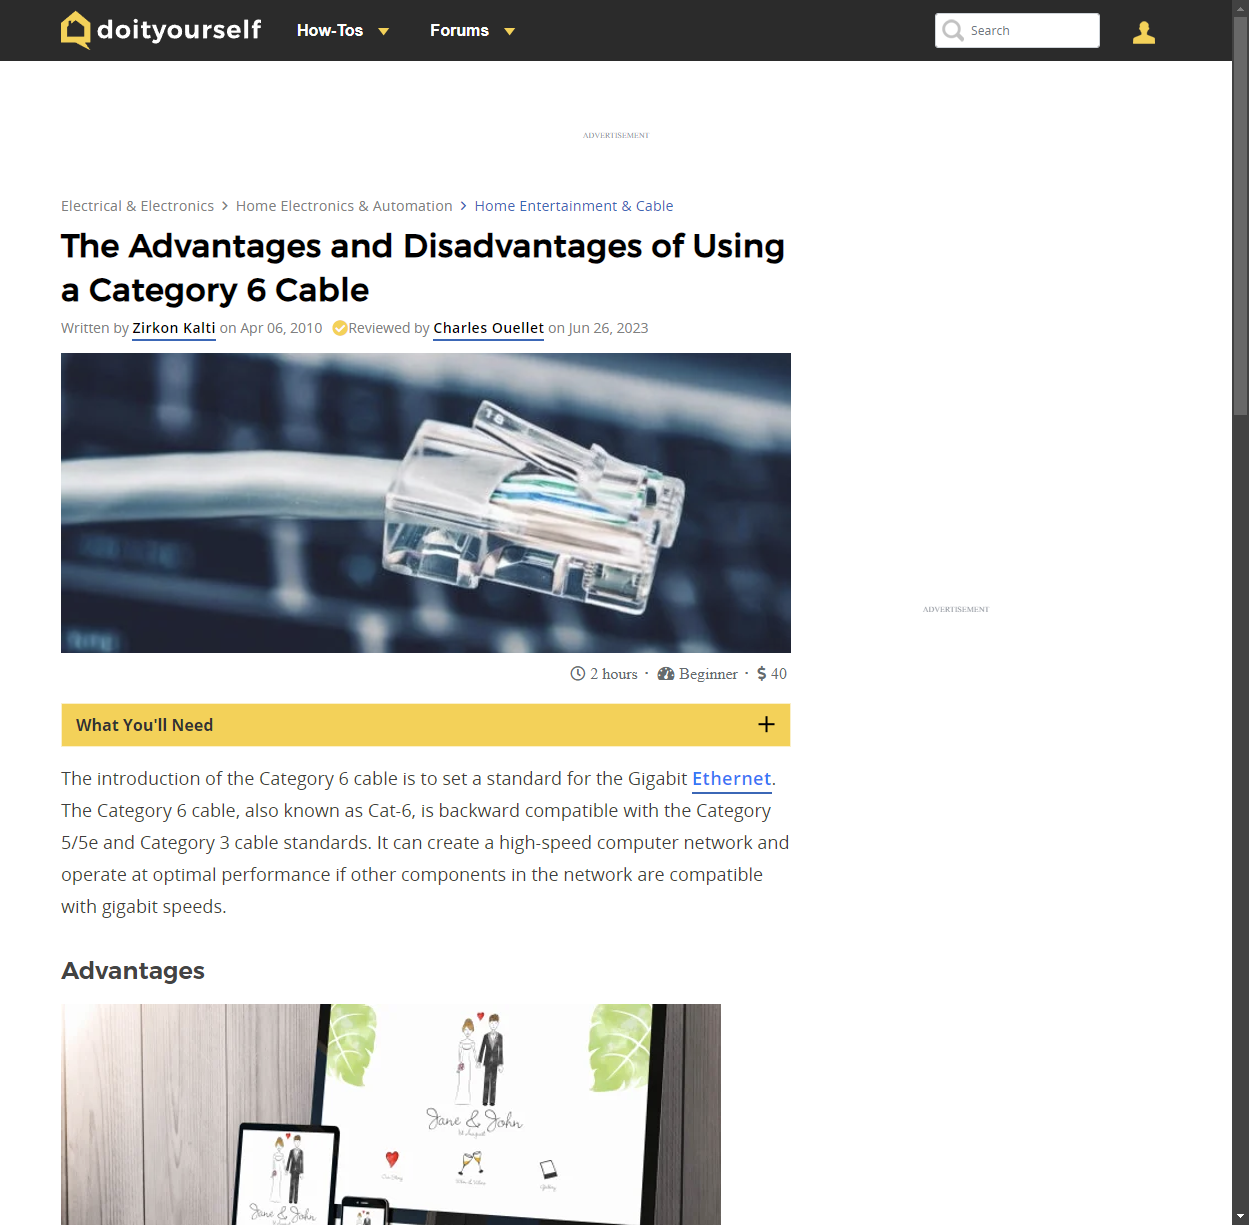 doityourself How-Tos Forums Search
ADVERTISEMENT
Electrical & Electronics > Home Electronics & Automation > Home Entertainment & Cable
The Advantages and Disadvantages of Using
a Category 6 Cable
Written by Zirkon Kalti on Apr 06, 2010 Reviewed by Charles Ouellet on Jun 26, 2023
18
ADVERTISEMENT
2 hours · Beginner · $ 40
What You'll Need +
The introduction of the Category 6 cable is to set a standard for the Gigabit Ethernet.
The Category 6 cable, also known as Cat-6, is backward compatible with the Category
5/5e and Category 3 cable standards. It can create a high-speed computer network and
operate at optimal performance if other components in the network are compatible
with gigabit speeds.
Advantages
Jane & John
Jane & John